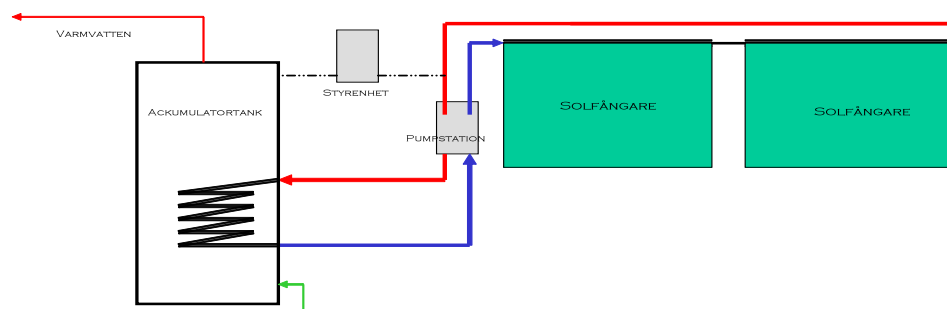 Varmvatten
Styrenhet
Ackumulatortank
Pumpstation
Solfångare
Solfångare